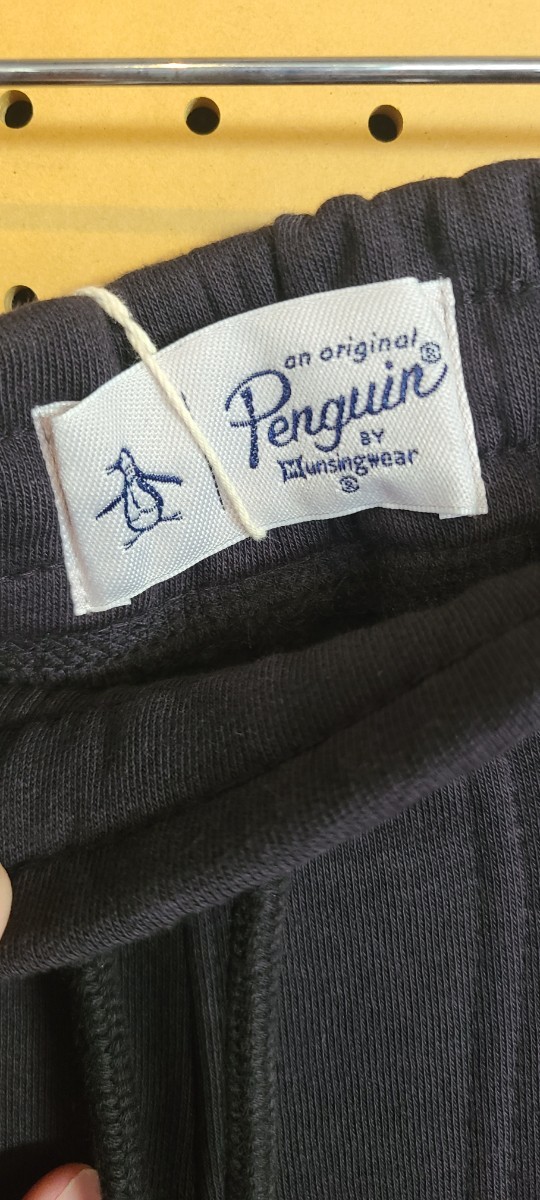 an original®
Penguin
BY
Munsingwear
®